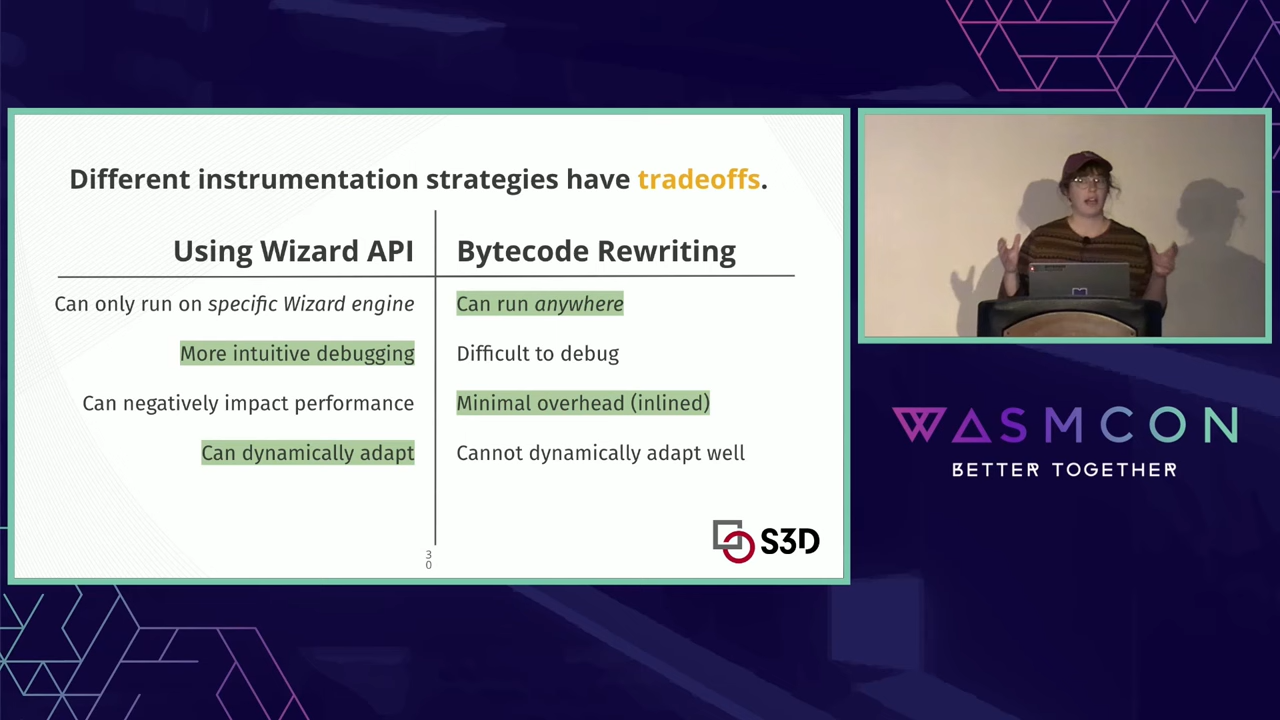 Different instrumentation strategies have tradeoffs.
Using Wizard API
Bytecode Rewriting
Can only run on specific Wizard engine
Can run anywhere
More intuitive debugging
Difficult to debug
Can negatively impact performance
Minimal overhead (inlined)
Can dynamically adapt
Cannot dynamically adapt well
3
0
S3D
WASMCON
BETTER TOGETHER